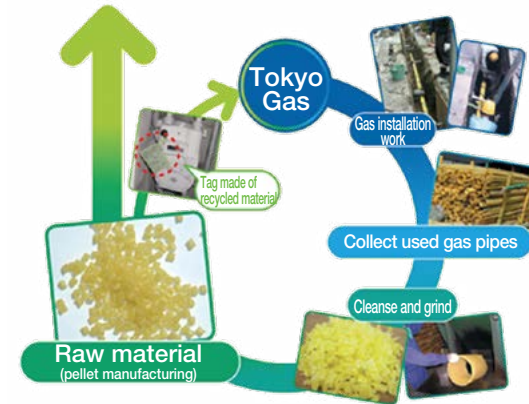 Tokyo
Gas
Gas installation
work
Tag made of
recycled material
Collect used gas pipes
Cleanse and grind
Raw material
(pellet manufacturing)